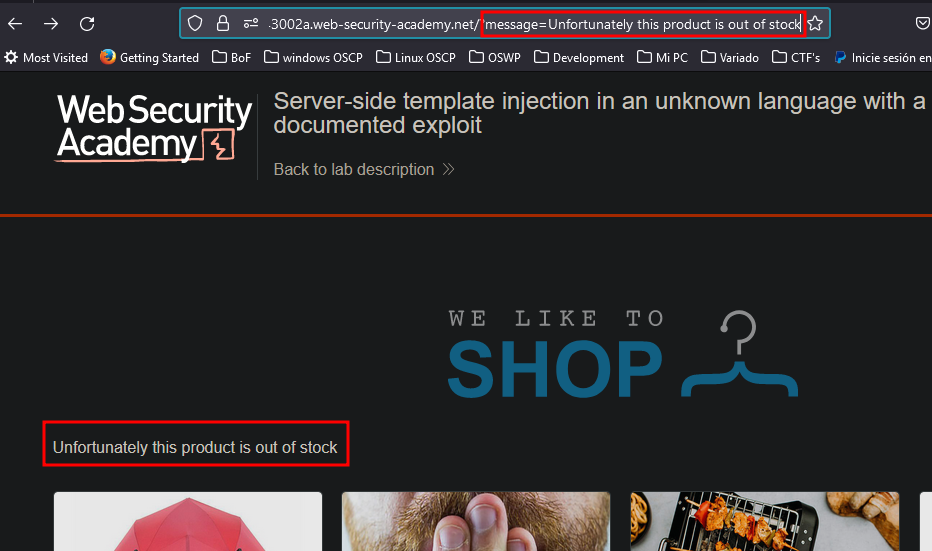 .3002a.web-security-academy.net/?message=Unfortunately this product is out of stock
Most Visited Getting Started BoF windows OSCP Linux OSCP OSWP Development Mi PC Variado CTF's Inicie sesión en
Web Security
Academy
Server-side template injection in an unknown language with a
documented exploit
Back to lab description
WE LIKE TO
SHOP
Unfortunately this product is out of stock